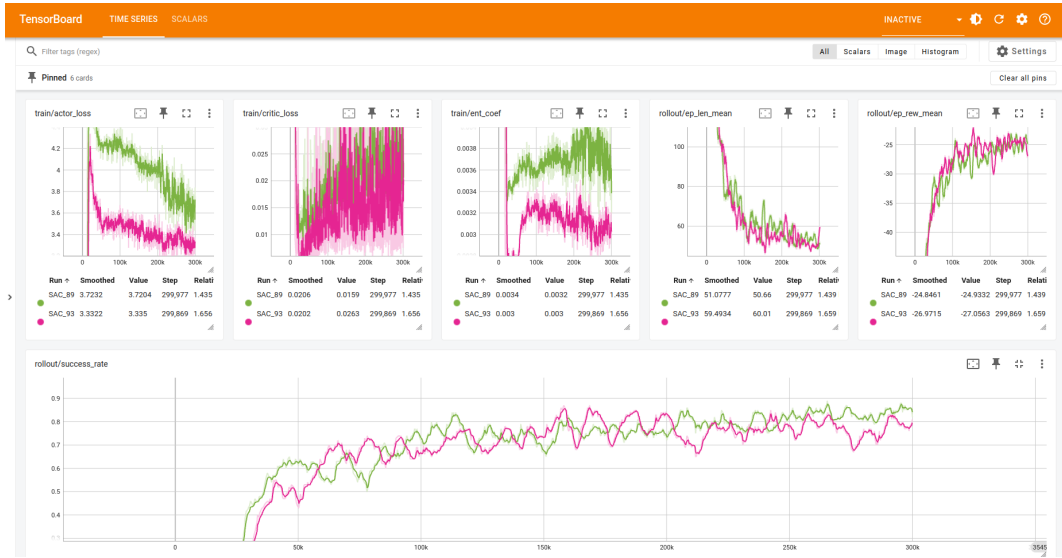 TensorBoard TIME SERIES SCALARS INACTIVE
Filter tags (regex) All Scalars Image Histogram Settings
Pinned 6 cards Clear all pins
train/actor_loss
4.2
4
3.8
3.6
3.4
0 100k 200k 300k
Run ↑ Smoothed Value Step Relati
SAC_89 3.7232 3.7204 299,977 1.435
SAC_93 3.3322 3.335 299,869 1.656
train/critic_loss
0.025
0.02
0.015
0.01
0 100k 200k 300k
Run ↑ Smoothed Value Step Relati
SAC_89 0.0206 0.0159 299,977 1.435
SAC_93 0.0202 0.0263 299,869 1.656
train/ent_coef
0.0038
0.0036
0.0034
0.0032
0.003
0 100k 200k 300k
Run ↑ Smoothed Value Step Relati
SAC_89 0.0034 0.0032 299,977 1.435
SAC_93 0.003 0.003 299,869 1.656
rollout/ep_len_mean
100
80
60
0 100k 200k 300k
Run ↑ Smoothed Value Step Relati
SAC_89 51.0777 50.66 299,977 1.439
SAC_93 59.4934 60.01 299,869 1.659
rollout/ep_rew_mean
-25
-30
-35
-40
0 100k 200k 300k
Run ↑ Smoothed Value Step Relati
SAC_89 -24.8461 -24.9332 299,977 1.439
SAC_93 -26.9715 -27.0563 299,869 1.659
rollout/success_rate
0.9
0.8
0.7
0.6
0.5
0.4
0 50k 100k 150k 200k 250k 300k 3545